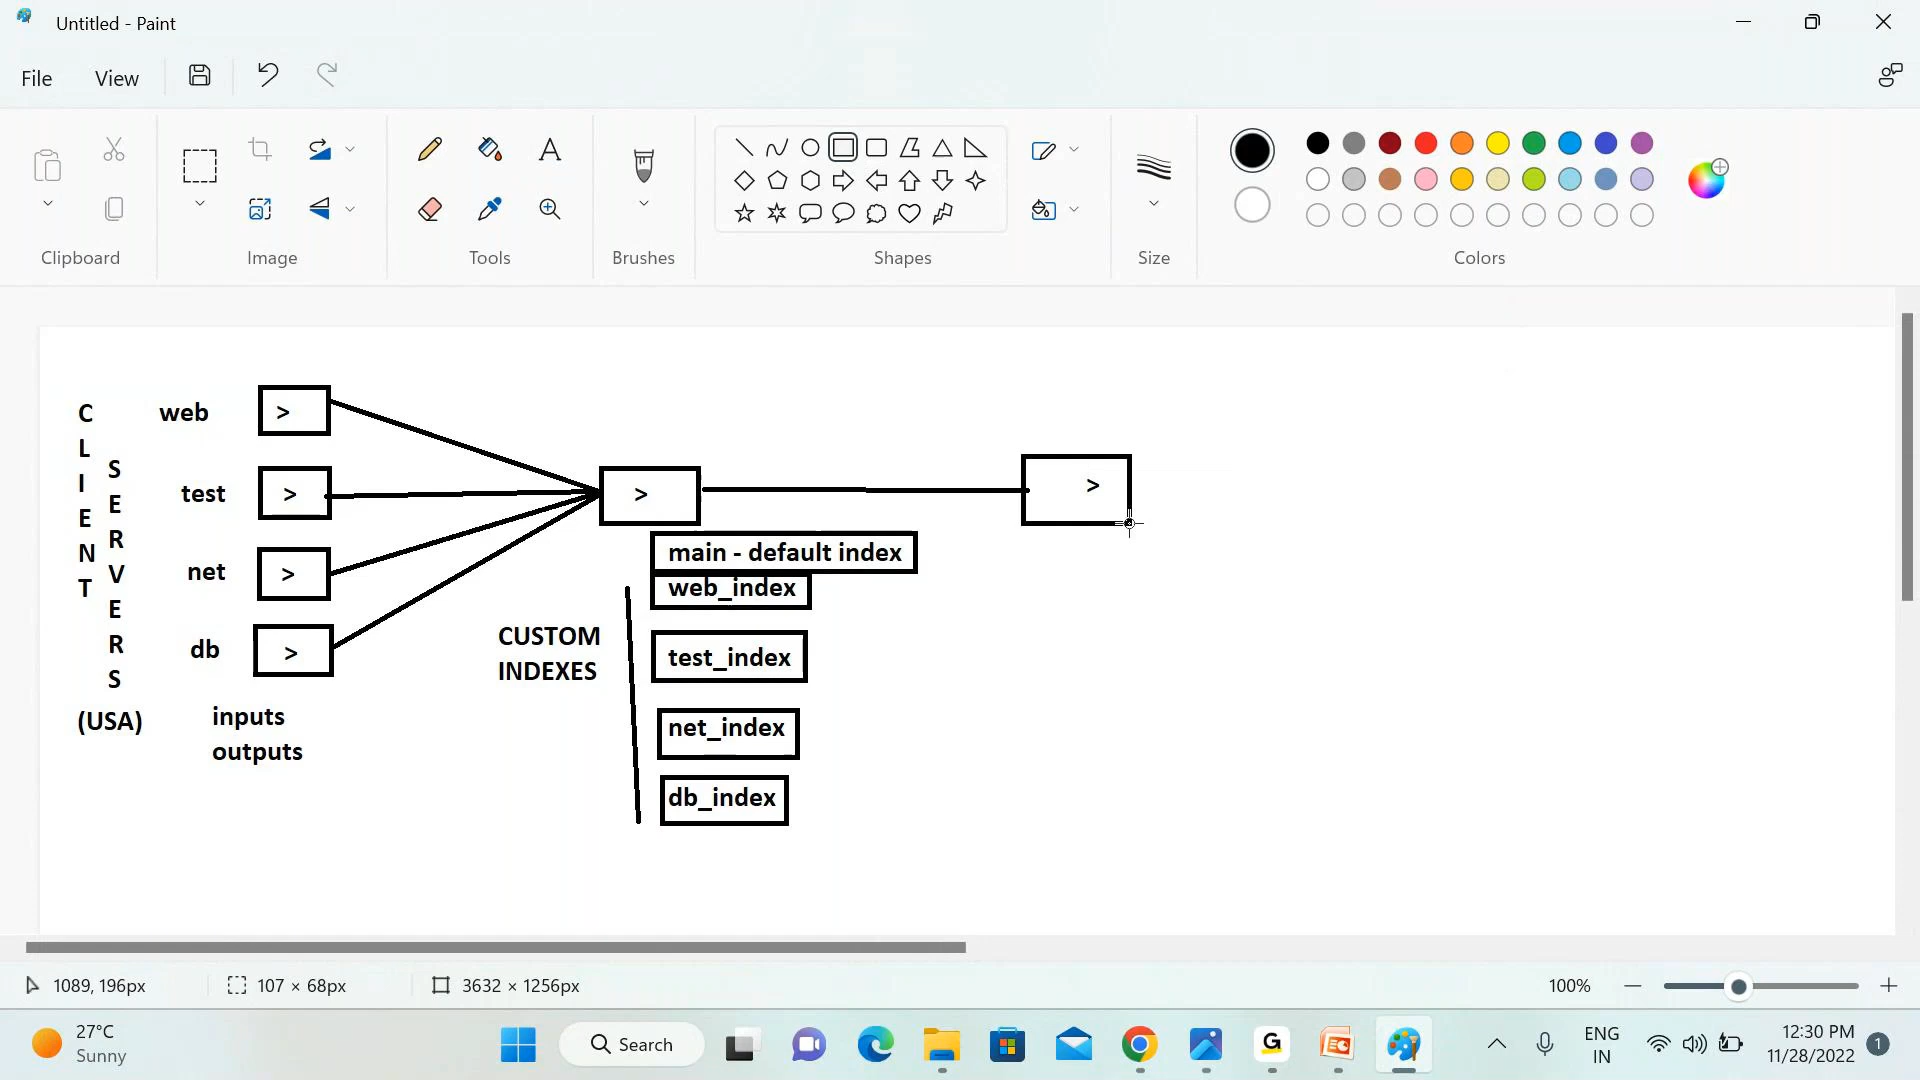 Untitled - Paint
File
View
Clipboard
Image
Tools
Brushes
Shapes
Size
Colors
A
C
L
I
E
N
T
S
E
R
V
E
R
S
(USA)
web
>
test
>
net
>
db
>
inputs
outputs
>
>
main - default index
web_index
CUSTOM
INDEXES
test_index
net_index
db_index
1089, 196px
107 × 68px
3632 × 1256px
100%
27°C
Sunny
Search
G
EC
ENG
IN
12:30 PM
11/28/2022
1